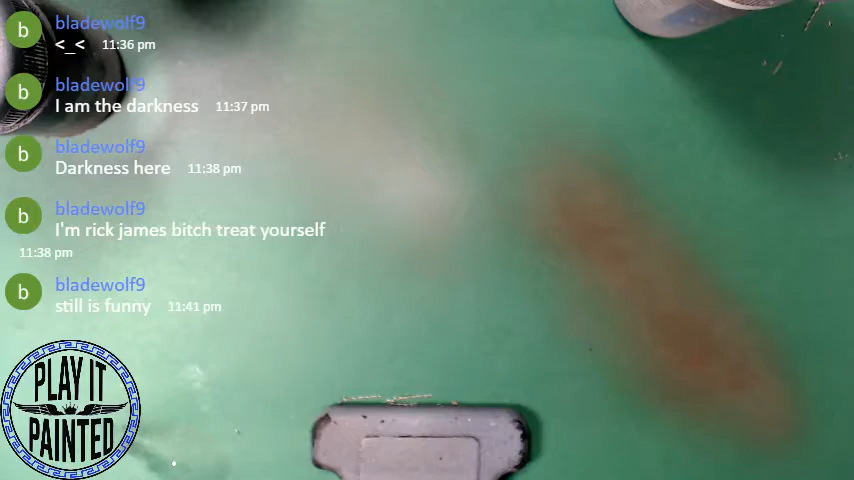 b
bladewolf9
<_< 11:36 pm
b
bladewolf9
I am the darkness 11:37 pm
b
bladewolf9
Darkness here 11:38 pm
b
bladewolf9
I'm rick james bitch treat yourself
11:38 pm
b
bladewolf9
still is funny 11:41 pm
PLAY IT
PAINTED